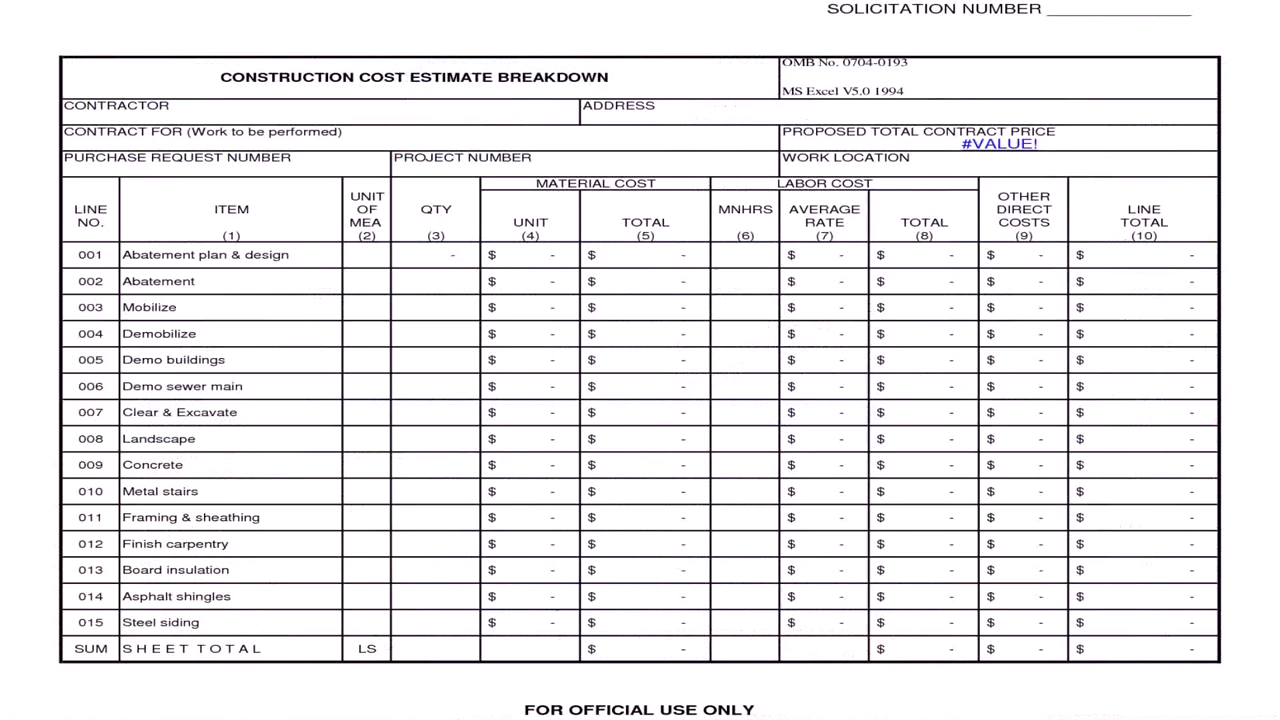 SOLICITATION NUMBER _______________
CONSTRUCTION COST ESTIMATE BREAKDOWN
OMB No. 0704-0193
MS Excel V5.0 1994
CONTRACTOR ADDRESS
CONTRACT FOR (Work to be performed) PROPOSED TOTAL CONTRACT PRICE
#VALUE!
PURCHASE REQUEST NUMBER PROJECT NUMBER WORK LOCATION
MATERIAL COST LABOR COST
LINE NO. ITEM (1) UNIT OF MEA (2) QTY (3) UNIT (4) TOTAL (5) MNHRS (6) AVERAGE RATE (7) TOTAL (8) OTHER DIRECT COSTS (9) LINE TOTAL (10)
001 Abatement plan & design - $ - $ - $ - $ - $ - $ -
002 Abatement $ - $ - $ - $ - $ - $ -
003 Mobilize $ - $ - $ - $ - $ - $ -
004 Demobilize $ - $ - $ - $ - $ - $ -
005 Demo buildings $ - $ - $ - $ - $ - $ -
006 Demo sewer main $ - $ - $ - $ - $ - $ -
007 Clear & Excavate $ - $ - $ - $ - $ - $ -
008 Landscape $ - $ - $ - $ - $ - $ -
009 Concrete $ - $ - $ - $ - $ - $ -
010 Metal stairs $ - $ - $ - $ - $ - $ -
011 Framing & sheathing $ - $ - $ - $ - $ - $ -
012 Finish carpentry $ - $ - $ - $ - $ - $ -
013 Board insulation $ - $ - $ - $ - $ - $ -
014 Asphalt shingles $ - $ - $ - $ - $ - $ -
015 Steel siding $ - $ - $ - $ - $ - $ -
SUM SHEET TOTAL LS $ - $ - $ - $ -
FOR OFFICIAL USE ONLY